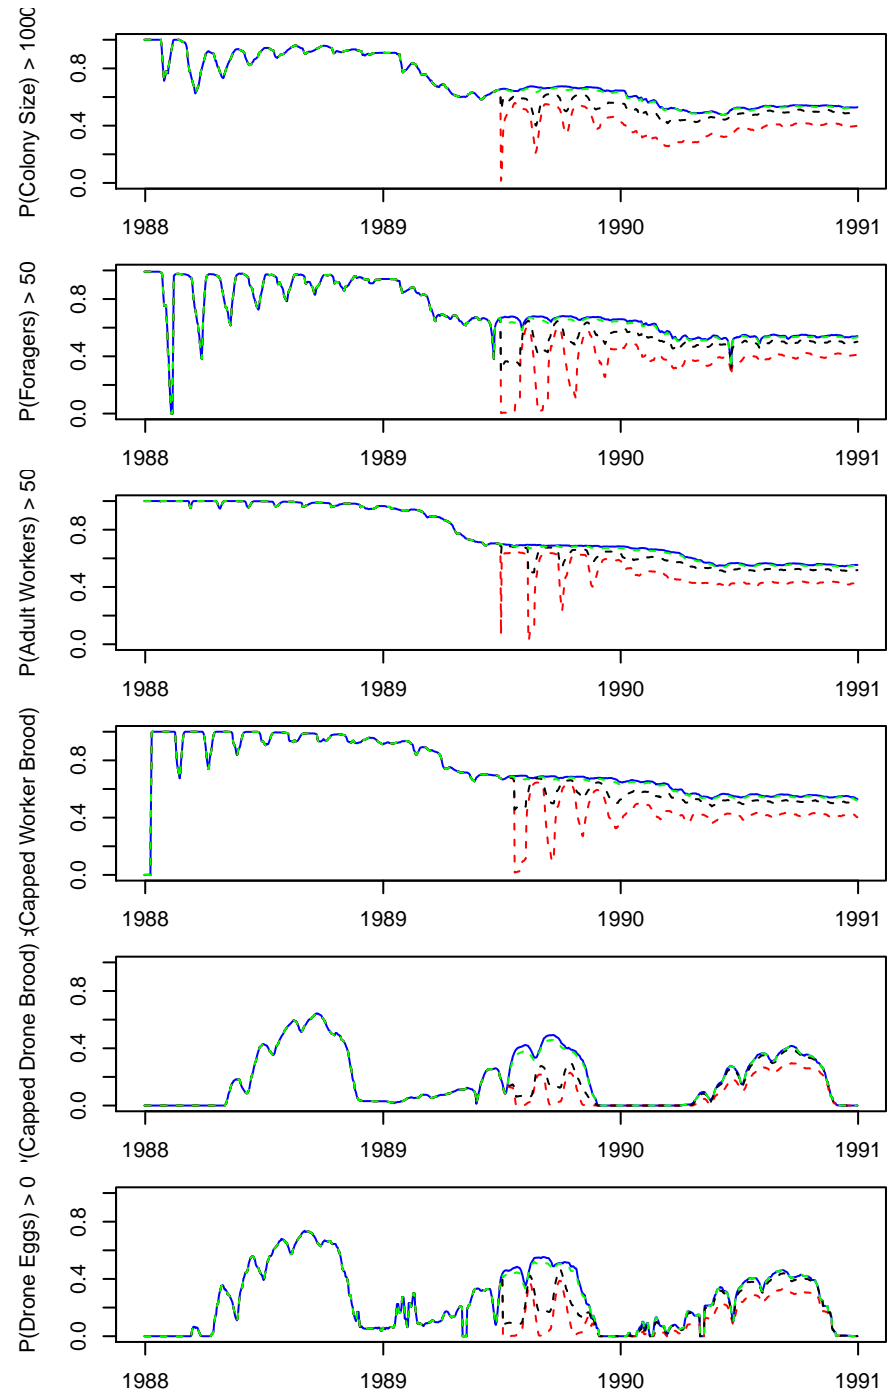 P(Colony Size) > 1000
0.0 0.4 0.8
1988 1989 1990 1991
P(Foragers) > 50
0.0 0.4 0.8
1988 1989 1990 1991
P(Adult Workers) > 50
0.0 0.4 0.8
1988 1989 1990 1991
(Capped Worker Brood)
0.0 0.4 0.8
1988 1989 1990 1991
(Capped Drone Brood)
0.0 0.4 0.8
1988 1989 1990 1991
P(Drone Eggs) > 0
0.0 0.4 0.8
1988 1989 1990 1991